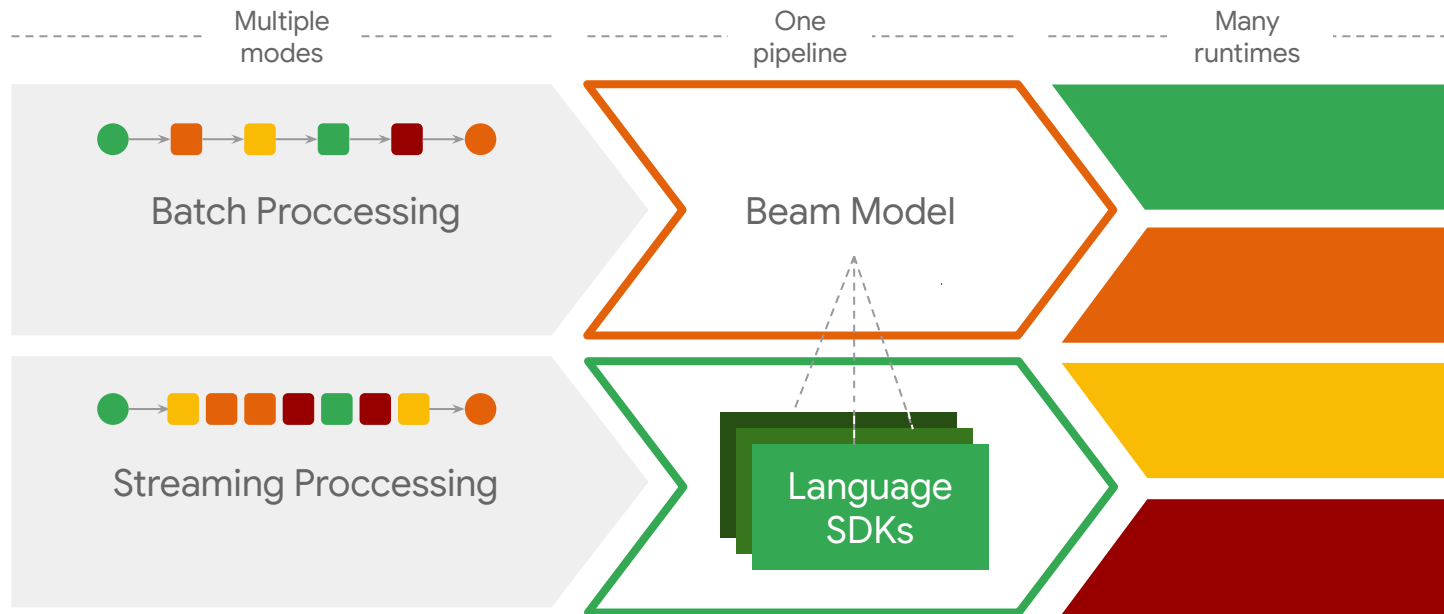 Multiple
modes
One
pipeline
Many
runtimes
Batch Proccessing
Beam Model
Streaming Proccessing
Language
SDKs